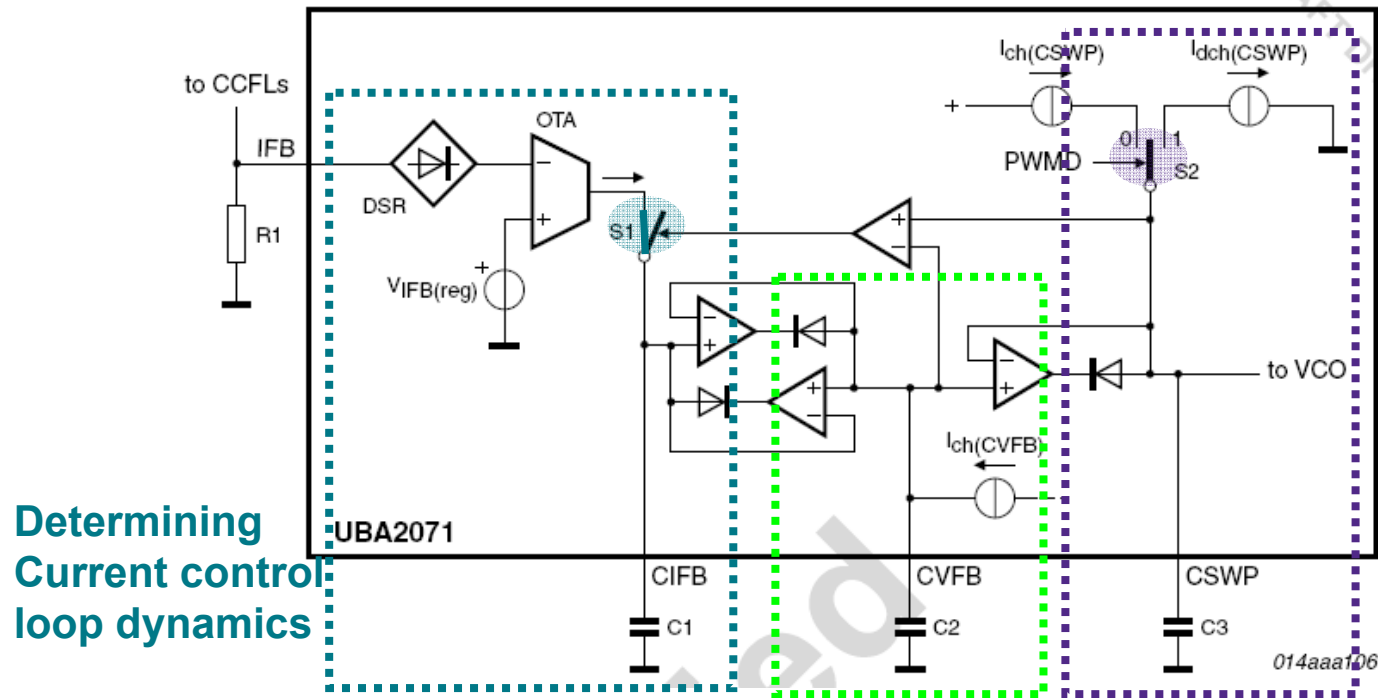 Ich(CSWP)
Idch(CSWP)
to CCFLs
OTA
+
IFB
−
0
1
PWMD
DSR
S2
+
+
R1
S1
−
+
VIFB(reg)
−
−
+
+
+
to VCO
−
Ich(CVFB)
Determining
Current control
loop dynamics
UBA2071
CIFB
CVFB
CSWP
C1
C2
C3
014aaa106